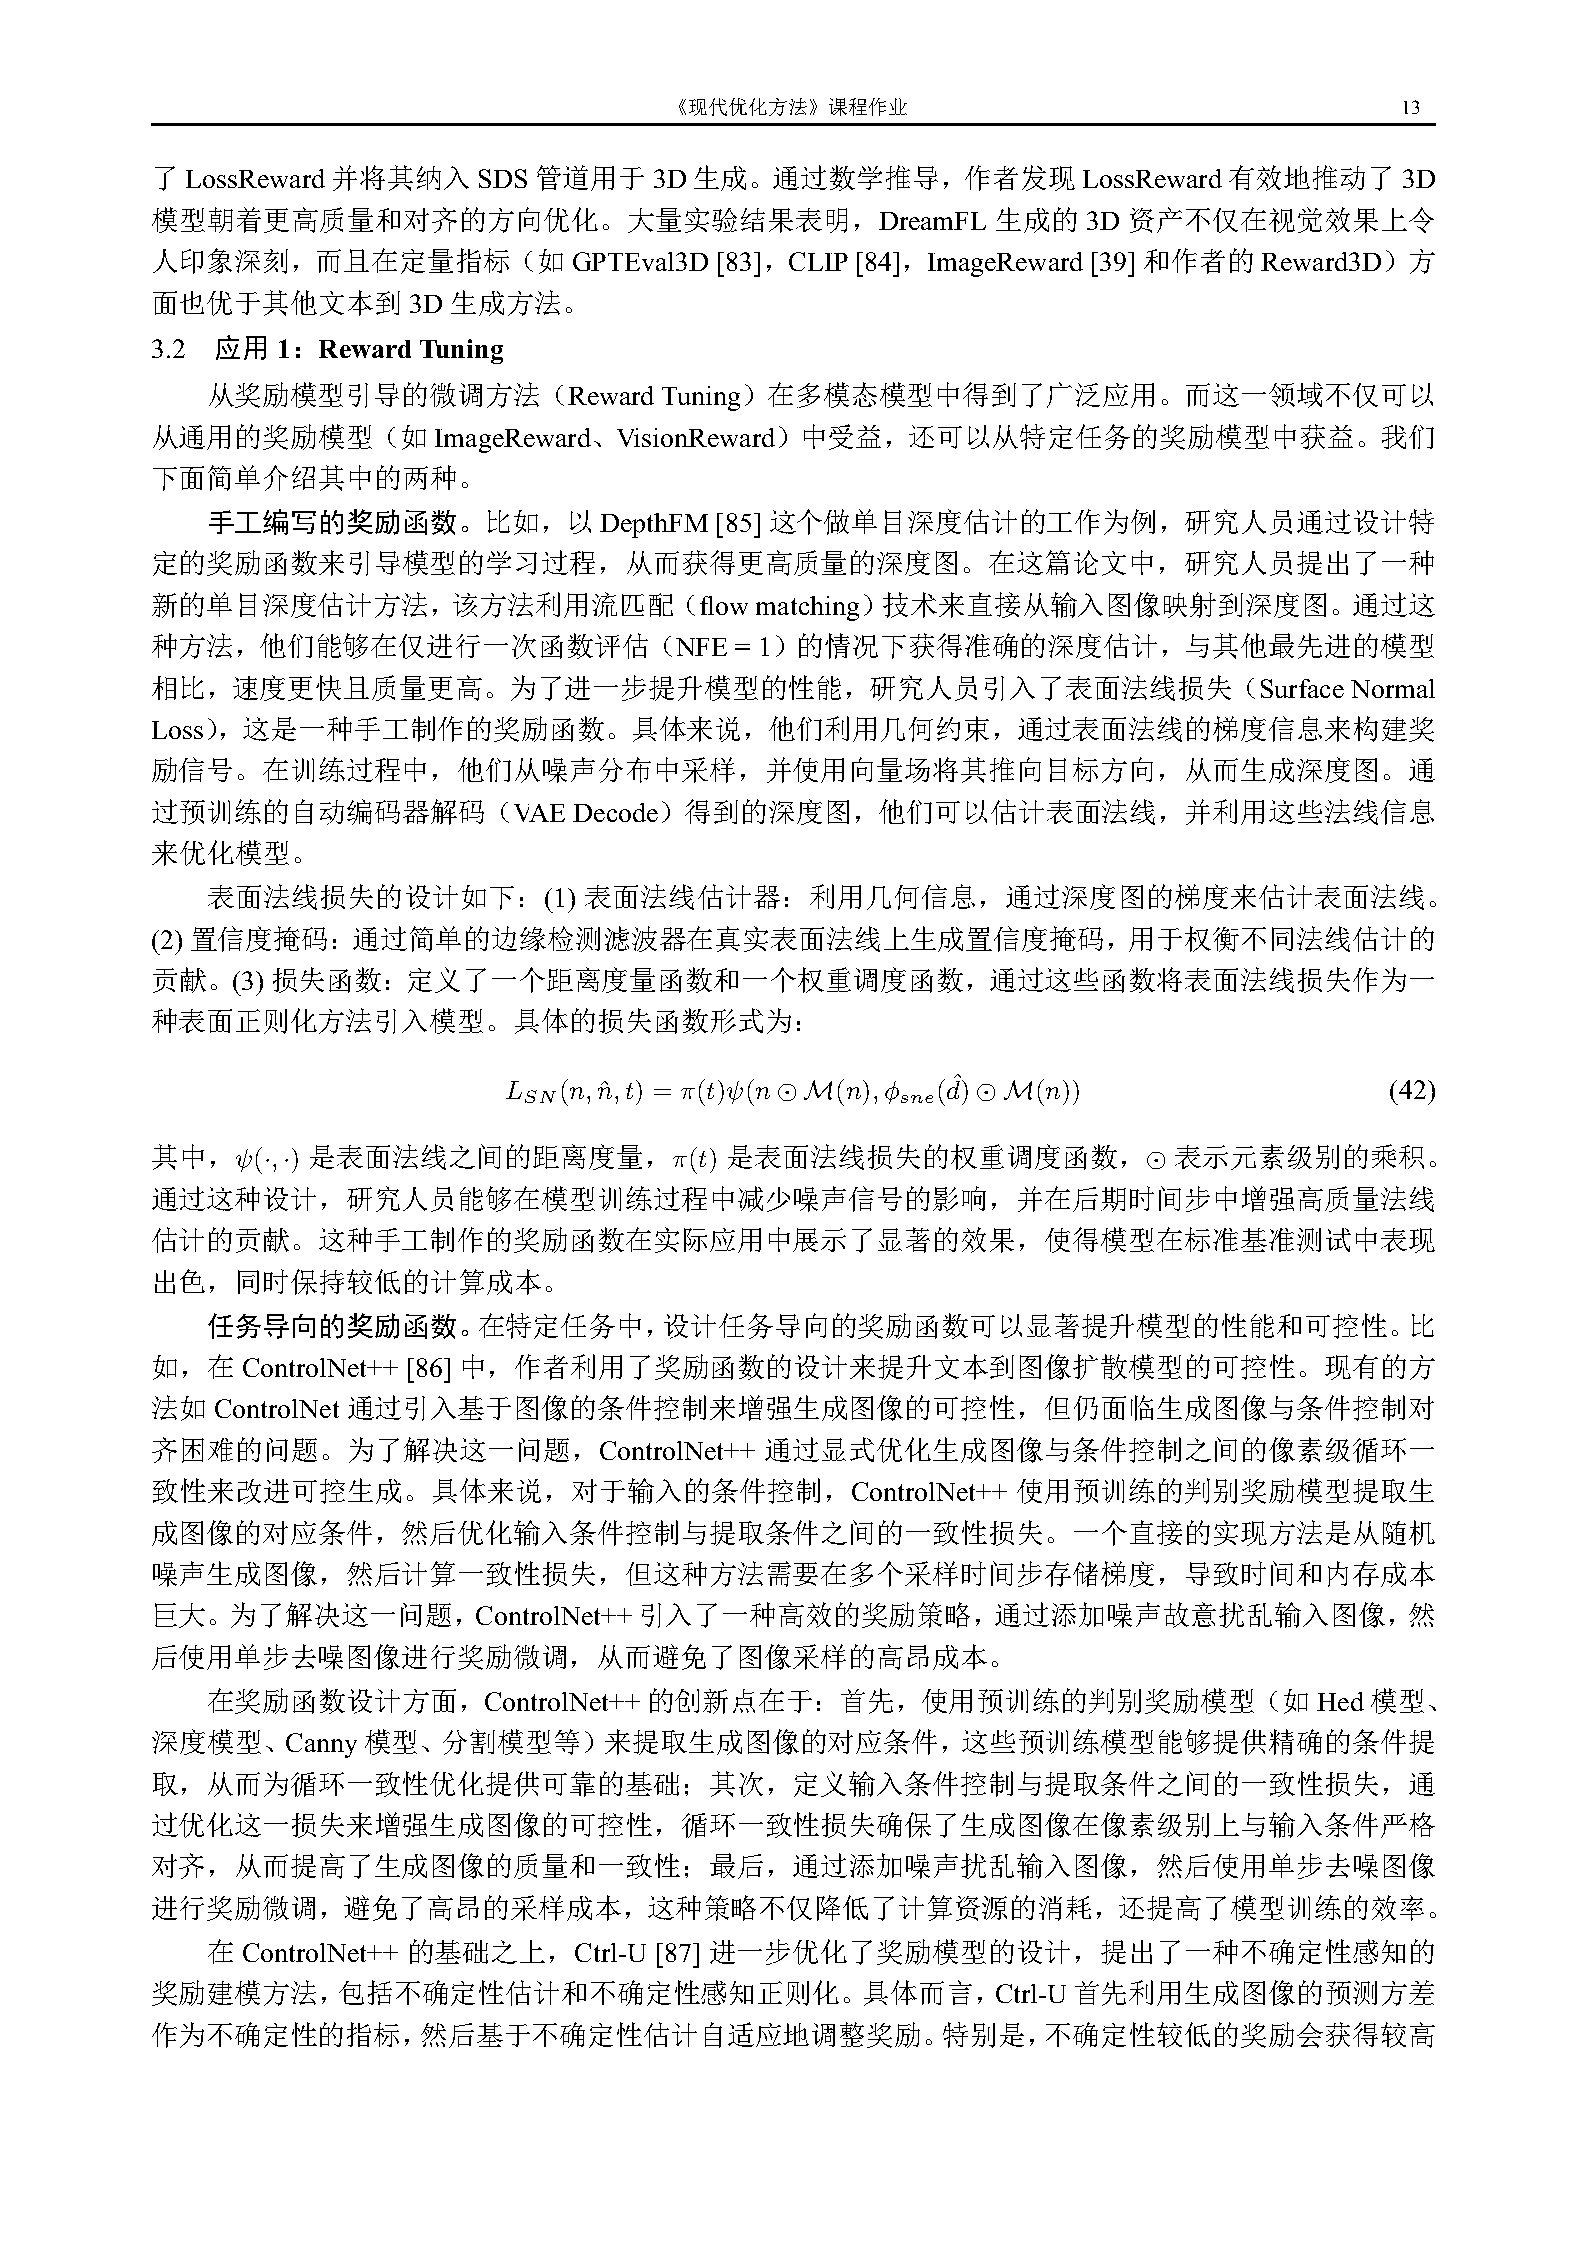 《现代优化方法》课程作业 13
了 LossReward 并将其纳入 SDS 管道用于 3D 生成。通过数学推导，作者发现 LossReward 有效地推动了 3D
模型朝着更高质量和对齐的方向优化。大量实验结果表明，DreamFL 生成的 3D 资产不仅在视觉效果上令
人印象深刻，而且在定量指标（如 GPTEval3D [83]，CLIP [84]，ImageReward [39] 和作者的 Reward3D）方
面也优于其他文本到 3D 生成方法。
3.2 应用 1：Reward Tuning
从奖励模型引导的微调方法（Reward Tuning）在多模态模型中得到了广泛应用。而这一领域不仅可以
从通用的奖励模型（如 ImageReward、VisionReward）中受益，还可以从特定任务的奖励模型中获益。我们
下面简单介绍其中的两种。
手工编写的奖励函数。比如，以 DepthFM [85] 这个做单目深度估计的工作为例，研究人员通过设计特
定的奖励函数来引导模型的学习过程，从而获得更高质量的深度图。在这篇论文中，研究人员提出了一种
新的单目深度估计方法，该方法利用流匹配（flow matching）技术来直接从输入图像映射到深度图。通过这
种方法，他们能够在仅进行一次函数评估（NFE = 1）的情况下获得准确的深度估计，与其他最先进的模型
相比，速度更快且质量更高。为了进一步提升模型的性能，研究人员引入了表面法线损失（Surface Normal
Loss），这是一种手工制作的奖励函数。具体来说，他们利用几何约束，通过表面法线的梯度信息来构建奖
励信号。在训练过程中，他们从噪声分布中采样，并使用向量场将其推向目标方向，从而生成深度图。通
过预训练的自动编码器解码（VAE Decode）得到的深度图，他们可以估计表面法线，并利用这些法线信息
来优化模型。
表面法线损失的设计如下：(1) 表面法线估计器：利用几何信息，通过深度图的梯度来估计表面法线。
(2) 置信度掩码：通过简单的边缘检测滤波器在真实表面法线上生成置信度掩码，用于权衡不同法线估计的
贡献。(3) 损失函数：定义了一个距离度量函数和一个权重调度函数，通过这些函数将表面法线损失作为一
种表面正则化方法引入模型。具体的损失函数形式为：
$L_{SN}(n, \hat{n}, t) = \pi(t)\psi(n \odot \mathcal{M}(n), \phi_{sne}(\hat{d}) \odot \mathcal{M}(n))$ (42)
其中，ψ(·,·) 是表面法线之间的距离度量，π(t) 是表面法线损失的权重调度函数，⊙ 表示元素级别的乘积。
通过这种设计，研究人员能够在模型训练过程中减少噪声信号的影响，并在后期时间步中增强高质量法线
估计的贡献。这种手工制作的奖励函数在实际应用中展示了显著的效果，使得模型在标准基准测试中表现
出色，同时保持较低的计算成本。
任务导向的奖励函数。在特定任务中，设计任务导向的奖励函数可以显著提升模型的性能和可控性。比
如，在 ControlNet++ [86] 中，作者利用了奖励函数的设计来提升文本到图像扩散模型的可控性。现有的方
法如 ControlNet 通过引入基于图像的条件控制来增强生成图像的可控性，但仍面临生成图像与条件控制对
齐困难的问题。为了解决这一问题，ControlNet++ 通过显式优化生成图像与条件控制之间的像素级循环一
致性来改进可控生成。具体来说，对于输入的条件控制，ControlNet++ 使用预训练的判别奖励模型提取生
成图像的对应条件，然后优化输入条件控制与提取条件之间的一致性损失。一个直接的实现方法是从随机
噪声生成图像，然后计算一致性损失，但这种方法需要在多个采样时间步存储梯度，导致时间和内存成本
巨大。为了解决这一问题，ControlNet++ 引入了一种高效的奖励策略，通过添加噪声故意扰乱输入图像，然
后使用单步去噪图像进行奖励微调，从而避免了图像采样的高昂成本。
在奖励函数设计方面，ControlNet++ 的创新点在于：首先，使用预训练的判别奖励模型（如 Hed 模型、
深度模型、Canny 模型、分割模型等）来提取生成图像的对应条件，这些预训练模型能够提供精确的条件提
取，从而为循环一致性优化提供可靠的基础；其次，定义输入条件控制与提取条件之间的一致性损失，通
过优化这一损失来增强生成图像的可控性，循环一致性损失确保了生成图像在像素级别上与输入条件严格
对齐，从而提高了生成图像的质量和一致性；最后，通过添加噪声扰乱输入图像，然后使用单步去噪图像
进行奖励微调，避免了高昂的采样成本，这种策略不仅降低了计算资源的消耗，还提高了模型训练的效率。
在 ControlNet++ 的基础之上，Ctrl-U [87] 进一步优化了奖励模型的设计，提出了一种不确定性感知的
奖励建模方法，包括不确定性估计和不确定性感知正则化。具体而言，Ctrl-U 首先利用生成图像的预测方差
作为不确定性的指标，然后基于不确定性估计自适应地调整奖励。特别是，不确定性较低的奖励会获得较高